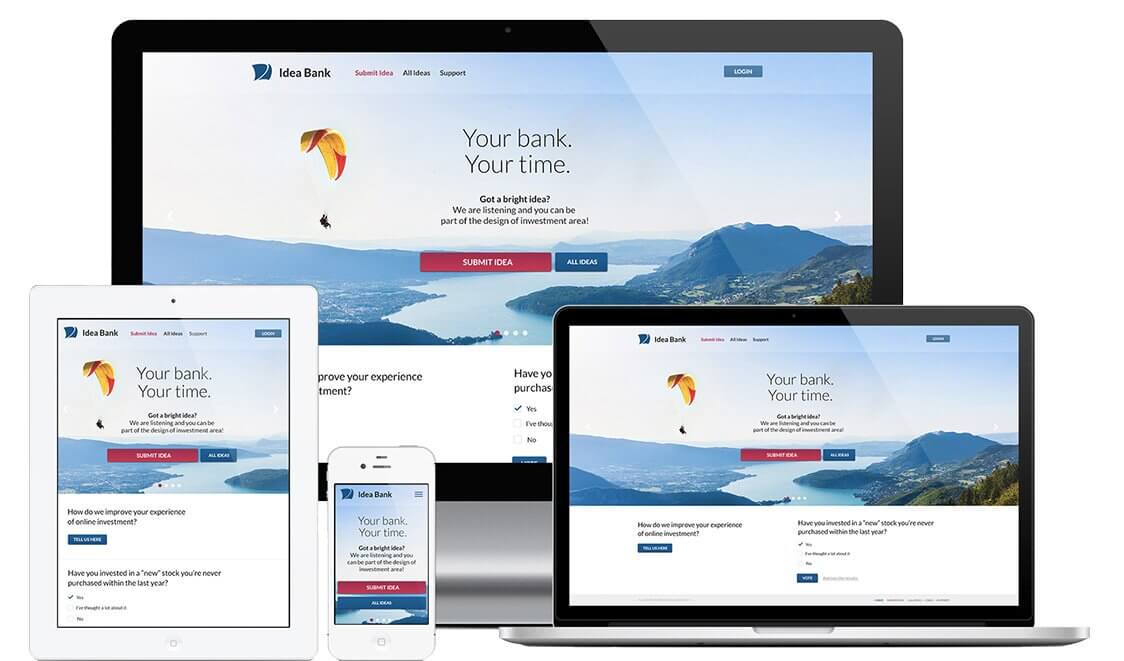 Idea Bank
Submit Idea
All Ideas
Support
LOGIN
Your bank.
Your time.
Got a bright idea?
We are listening and you can be
part of the design of inwestment area!
SUBMIT IDEA
ALL IDEAS
prove your experience
tment?
Have yo
purchas
Yes
I've thoug
No
Idea Bank
Submit Idea
All Ideas
Support
LOGIN
Your bank.
Your time.
Got a bright idea?
We are listening and you can be
part of the design of inwestment area!
SUBMIT IDEA
ALL IDEAS
How do we improve your experience
of online investment?
TELL US HERE
Have you invested in a "new" stock you're never
purchased within the last year?
Yes
I've thought a lot about it.
No
Idea Bank
Your bank.
Your time.
Got a bright idea?
We are listening and you
can be part of the design of
inwestment area!
SUBMIT IDEA
ALL IDEAS
Idea Bank
Submit Idea
All Ideas
Support
LOGIN
Your bank.
Your time.
Got a bright idea?
We are listening and you can be
part of the design of inwestment area!
SUBMIT IDEA
ALL IDEAS
How do we improve your experience
of online investment?
TELL US HERE
Have you invested in a "new" stock you're never
purchased within the last year?
Yes
I've thought a lot about it
No
VOTE